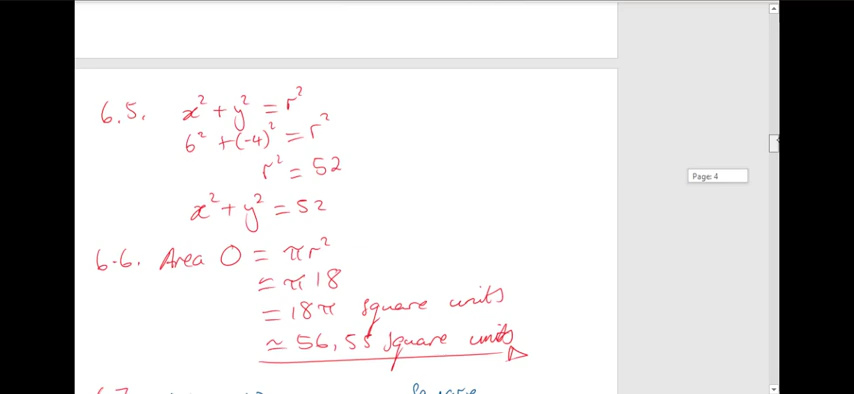 6.5. x² + y² = r²
6² + (-4)² = r²
r² = 52
x² + y² = 52
6.6. Area O = πr²
= π 18
= 18π square units
≈ 56,55 square units
Page: 4